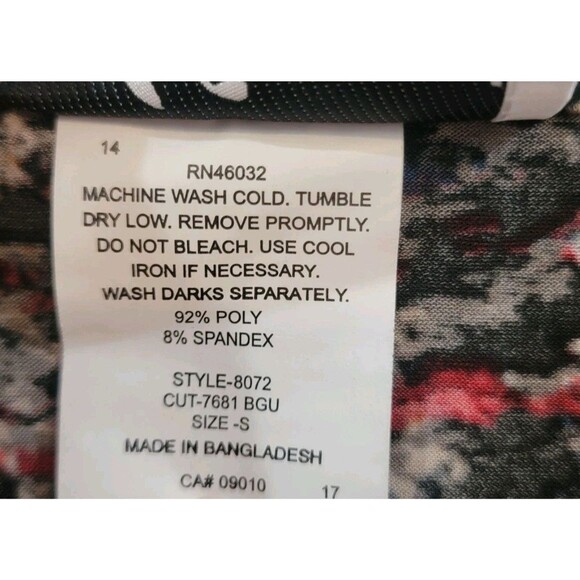 14
RN46032
MACHINE WASH COLD. TUMBLE
DRY LOW. REMOVE PROMPTLY.
DO NOT BLEACH. USE COOL
IRON IF NECESSARY.
WASH DARKS SEPARATELY.
92% POLY
8% SPANDEX
STYLE-8072
CUT-7681 BGU
SIZE -S
MADE IN BANGLADESH
CA# 09010
17